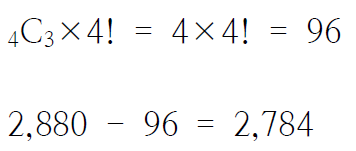 ₄C₃×4! = 4×4! = 96
2,880 − 96 = 2,784